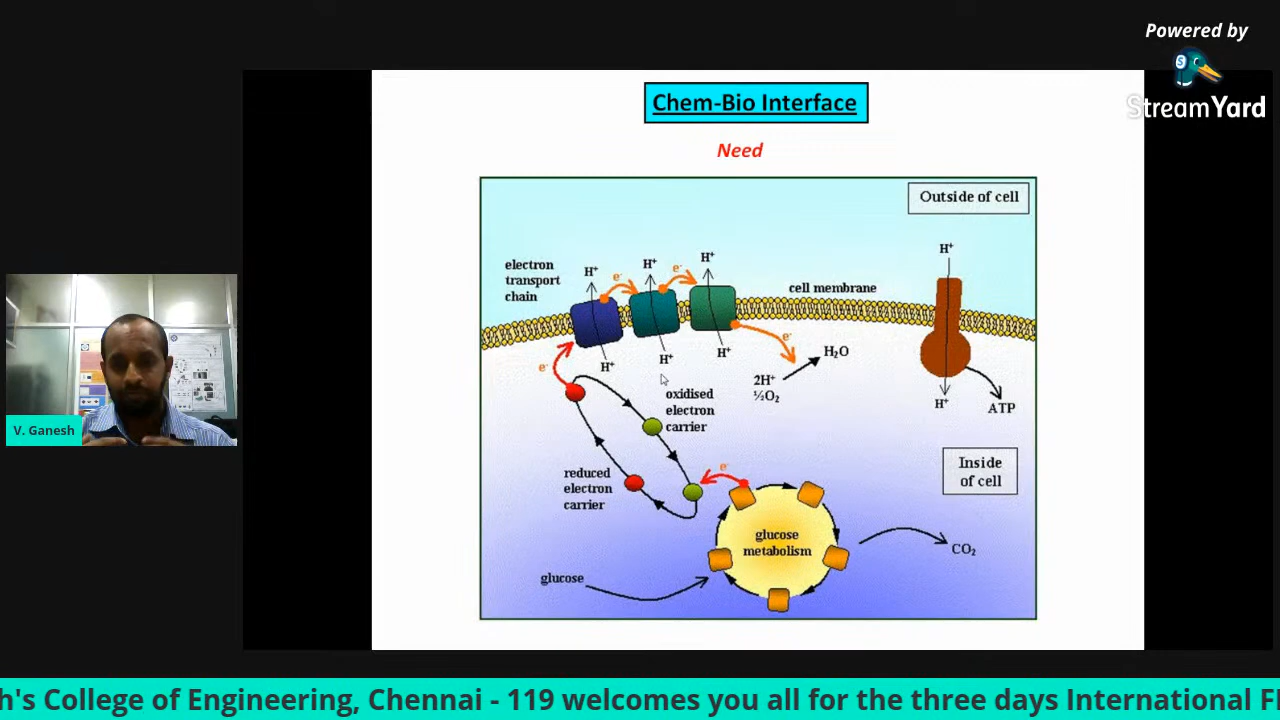 Powered by
S
StreamYard
Chem-Bio Interface
Need
Outside of cell
electron
transport
chain
H⁺
e⁻
H⁺
e⁻
H⁺
H⁺
cell membrane
H⁺
H⁺
H⁺
e⁻
e⁻
2H⁺
½O₂
H₂O
H⁺
ATP
oxidised
electron
carrier
reduced
electron
carrier
e⁻
Inside
of cell
glucose
metabolism
glucose
CO₂
V. Ganesh
h's College of Engineering, Chennai - 119 welcomes you all for the three days International F